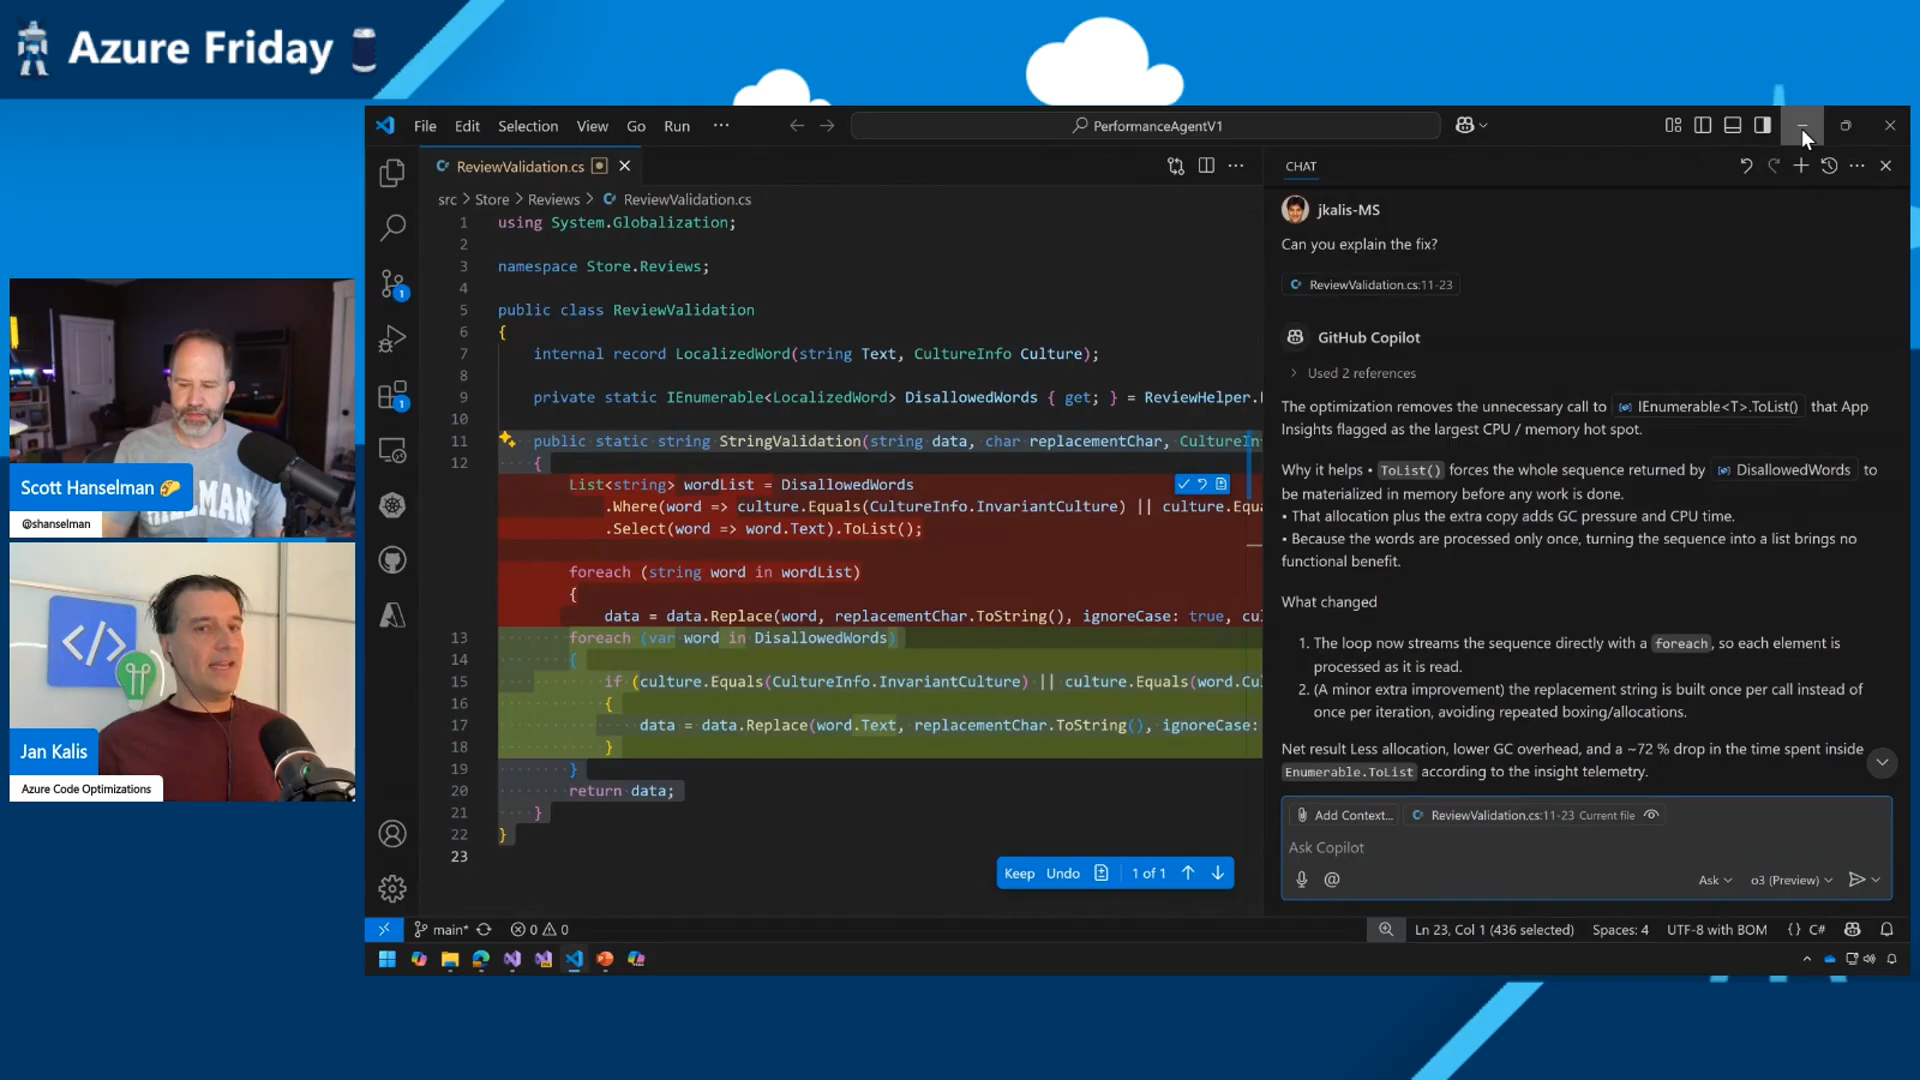 Azure Friday
File Edit Selection View Go Run ···
PerformanceAgentV1
ReviewValidation.cs
src > Store > Reviews > ReviewValidation.cs
1 using System.Globalization;
2
3 namespace Store.Reviews;
4
5 public class ReviewValidation
6 {
7 internal record LocalizedWord(string Text, CultureInfo Culture);
8
9 private static IEnumerable<LocalizedWord> DisallowedWords { get; } = ReviewHelper.
10
11 public static string StringValidation(string data, char replacementChar, CultureIn
12 {
List<string> wordList = DisallowedWords
.Where(word => culture.Equals(CultureInfo.InvariantCulture) || culture.Equa
.Select(word => word.Text).ToList();
foreach (string word in wordList)
{
data = data.Replace(word, replacementChar.ToString(), ignoreCase: true, cu
13 foreach (var word in DisallowedWords)
14 {
15 if (culture.Equals(CultureInfo.InvariantCulture) || culture.Equals(word.Cu
16 {
17 data = data.Replace(word.Text, replacementChar.ToString(), ignoreCase:
18 }
19 }
20 return data;
21 }
22 }
23
Keep Undo 1 of 1
CHAT
jkalis-MS
Can you explain the fix?
ReviewValidation.cs:11-23
GitHub Copilot
> Used 2 references
The optimization removes the unnecessary call to IEnumerable<T>.ToList() that App
Insights flagged as the largest CPU / memory hot spot.
Why it helps • ToList() forces the whole sequence returned by DisallowedWords to
be materialized in memory before any work is done.
• That allocation plus the extra copy adds GC pressure and CPU time.
• Because the words are processed only once, turning the sequence into a list brings no
functional benefit.
What changed
1. The loop now streams the sequence directly with a foreach, so each element is
processed as it is read.
2. (A minor extra improvement) the replacement string is built once per call instead of
once per iteration, avoiding repeated boxing/allocations.
Net result Less allocation, lower GC overhead, and a ~72 % drop in the time spent inside
Enumerable.ToList according to the insight telemetry.
Add Context... ReviewValidation.cs:11-23 Current file
Ask Copilot
@ Ask o3 (Preview)
main* 0 0
Ln 23, Col 1 (436 selected) Spaces: 4 UTF-8 with BOM {} C#
1
1
Scott Hanselman
@shanselman
Jan Kalis
Azure Code Optimizations